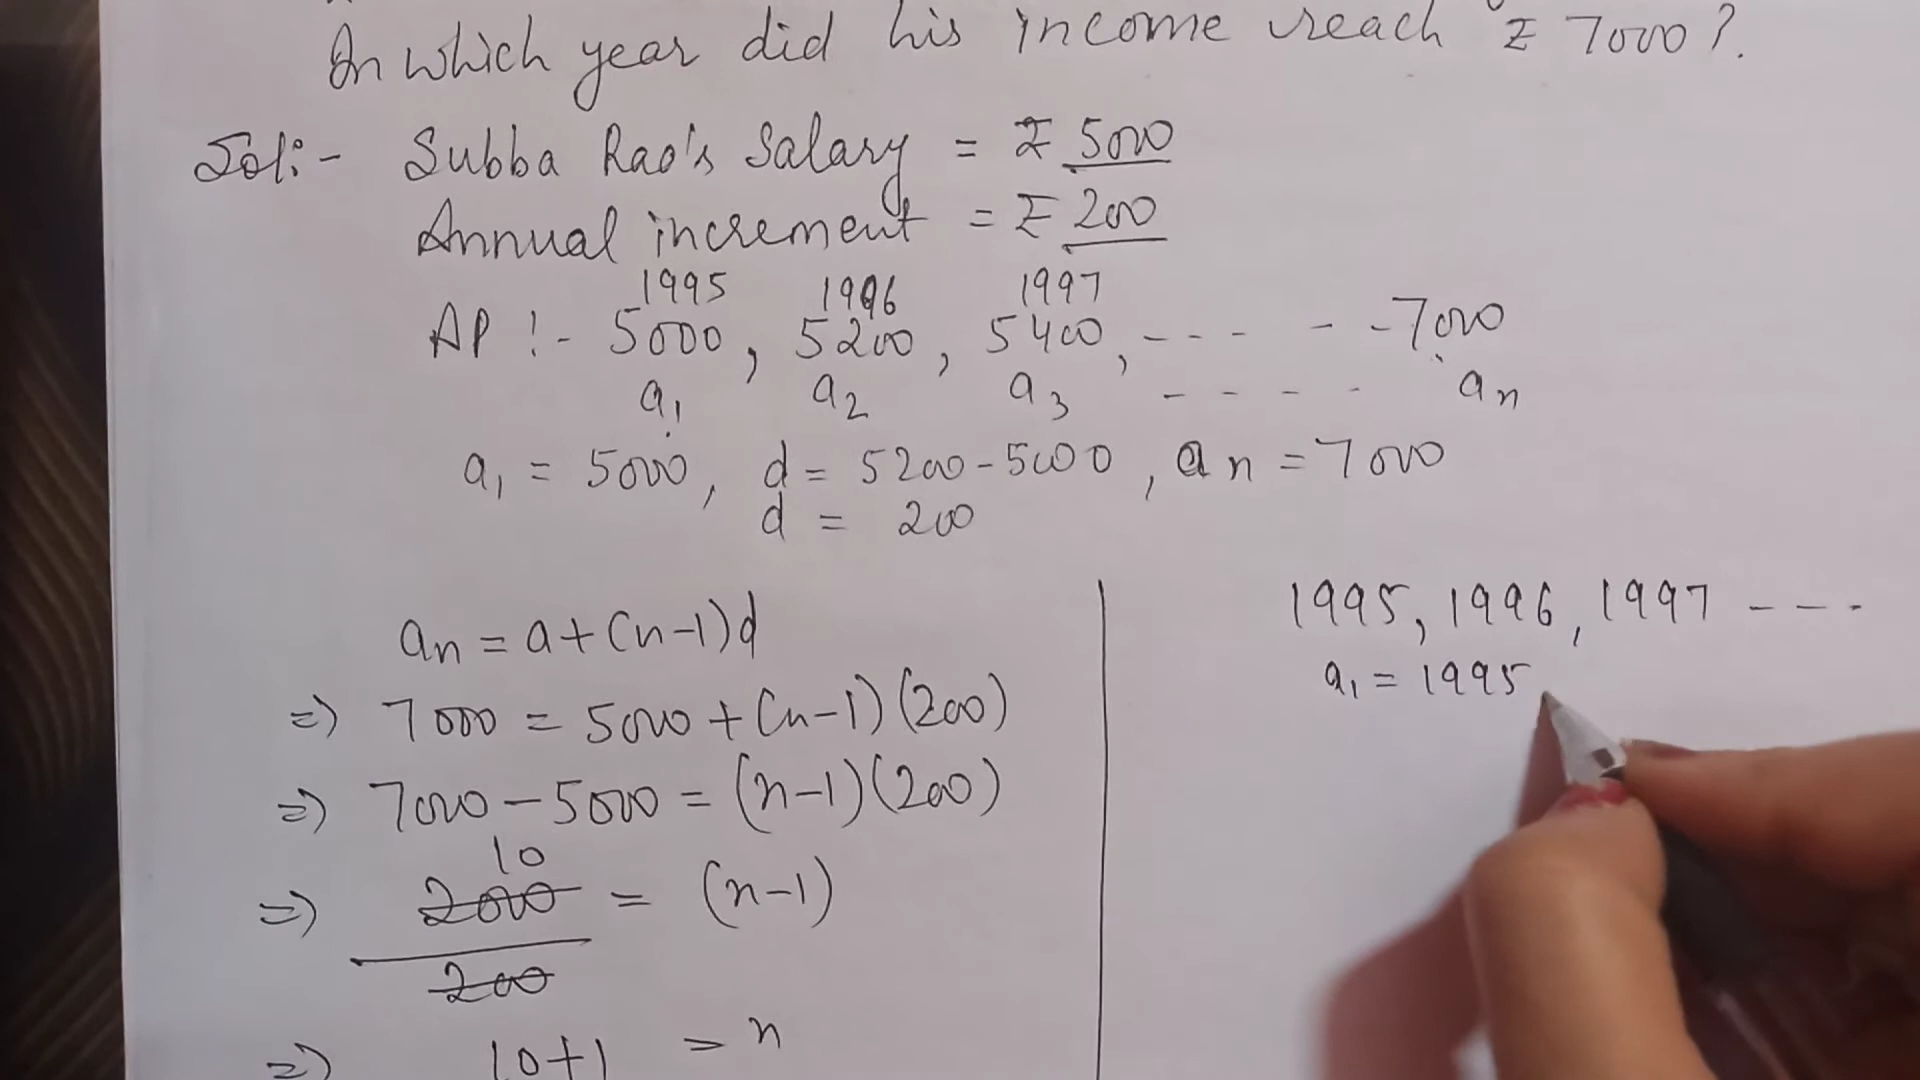 In which year did his income reach ₹ 7000?.
Sol:- Subba Rao's Salary = ₹ 5000
Annual increment = ₹ 200
1995 1996 1997
AP :- 5000, 5200, 5400, ---- - -7000
a1 a2 a3 ---- an
a1 = 5000, d = 5200-5000, an = 7000
d = 200
an = a+(n-1)d
=> 7000 = 5000+(n-1)(200)
=> 7000-5000 = (n-1)(200)
10
=> 2000 = (n-1)
200
=> 10+1 = n
1995, 1996, 1997 ---
a1 = 1995